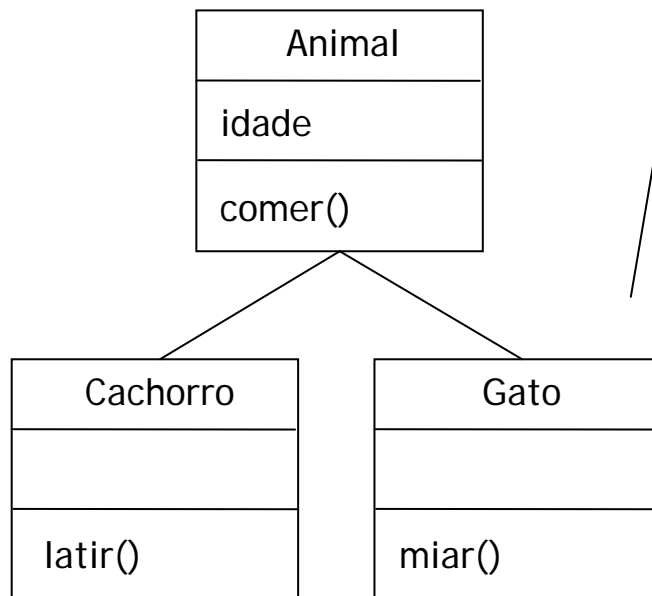 Animal
idade
comer()
Cachorro
Gato
latir()
miar()